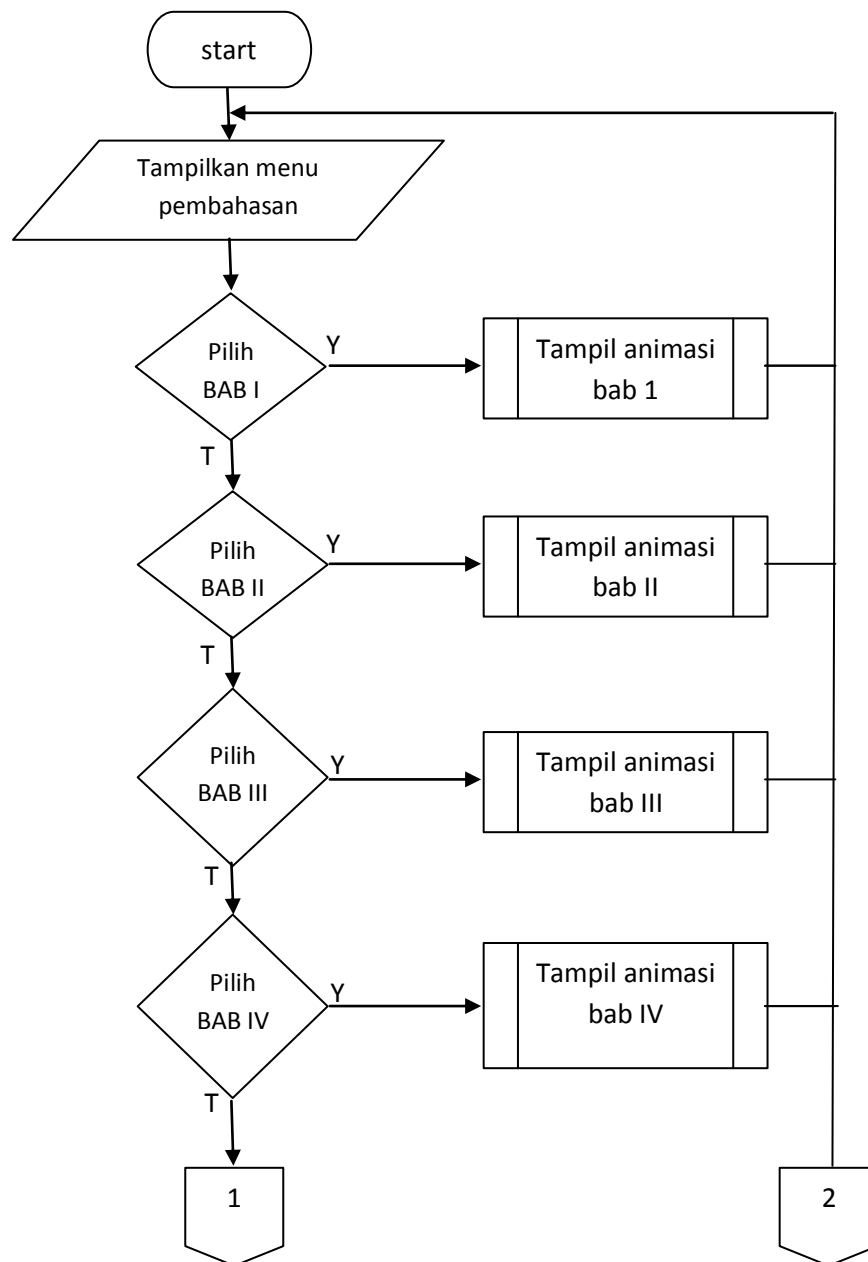 start
Tampilkan menu
pembahasan
Pilih
BAB I
Y
Tampil animasi
bab 1
T
Pilih
BAB II
Y
Tampil animasi
bab II
T
Pilih
BAB III
Y
Tampil animasi
bab III
T
Pilih
BAB IV
Y
Tampil animasi
bab IV
T
1
2